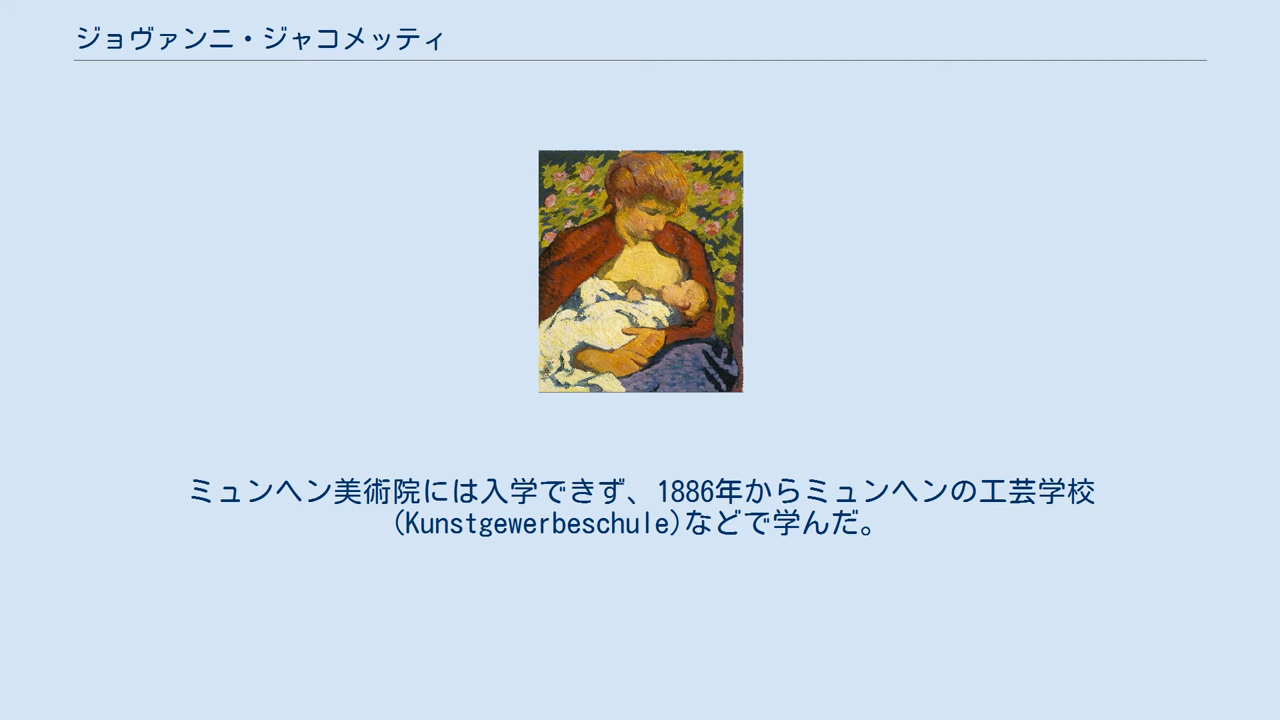 ジョヴァンニ・ジャコメッティ
ミュンヘン美術院には入学できず、1886年からミュンヘンの工芸学校
(Kunstgewerbeschule)などで学んだ。